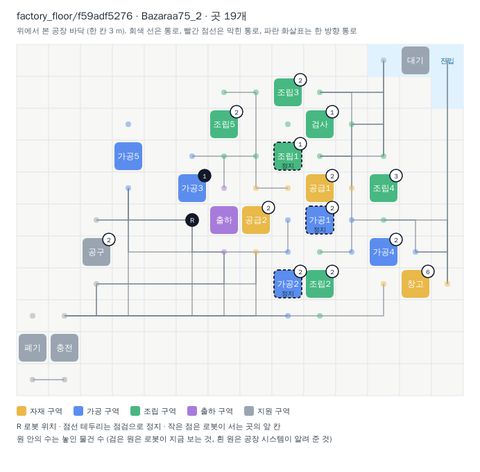 factory_floor/f59adf5276 · Bazaraa75_2 · 곳 19개
위에서 본 공장 바닥 (한 칸 3 m). 회색 선은 통로, 빨간 점선은 막힌 통로, 파란 화살표는 한 방향 통로
대기
진입
조립3 2
조립5 2
검사 1
가공5
조립1 1
정지
가공3 1
공급1 2
조립4 3
R
출하
공급2 2
가공1 2
정지
공구 2
가공4 2
가공2 2
정지
조립2 2
창고 6
폐기
충전
자재 구역
가공 구역
조립 구역
출하 구역
지원 구역
R 로봇 위치 · 점선 테두리는 점검으로 정지 · 작은 점은 로봇이 서는 곳의 앞 칸
원 안의 수는 놓인 물건 수 (검은 원은 로봇이 지금 보는 것, 흰 원은 공장 시스템이 알려 준 것)